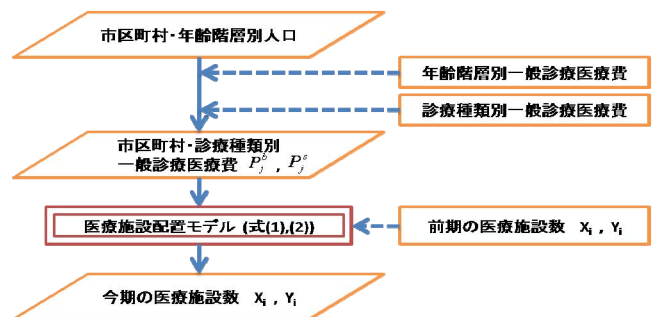 市区町村・年齢階層別人口
年齢階層別一般診療医療費
診療種類別一般診療医療費
市区町村・診療種類別
一般診療医療費 P_j^b , P_j^s
医療施設配置モデル (式(1),(2))
前期の医療施設数 Xi , Yi
今期の医療施設数 Xi , Yi